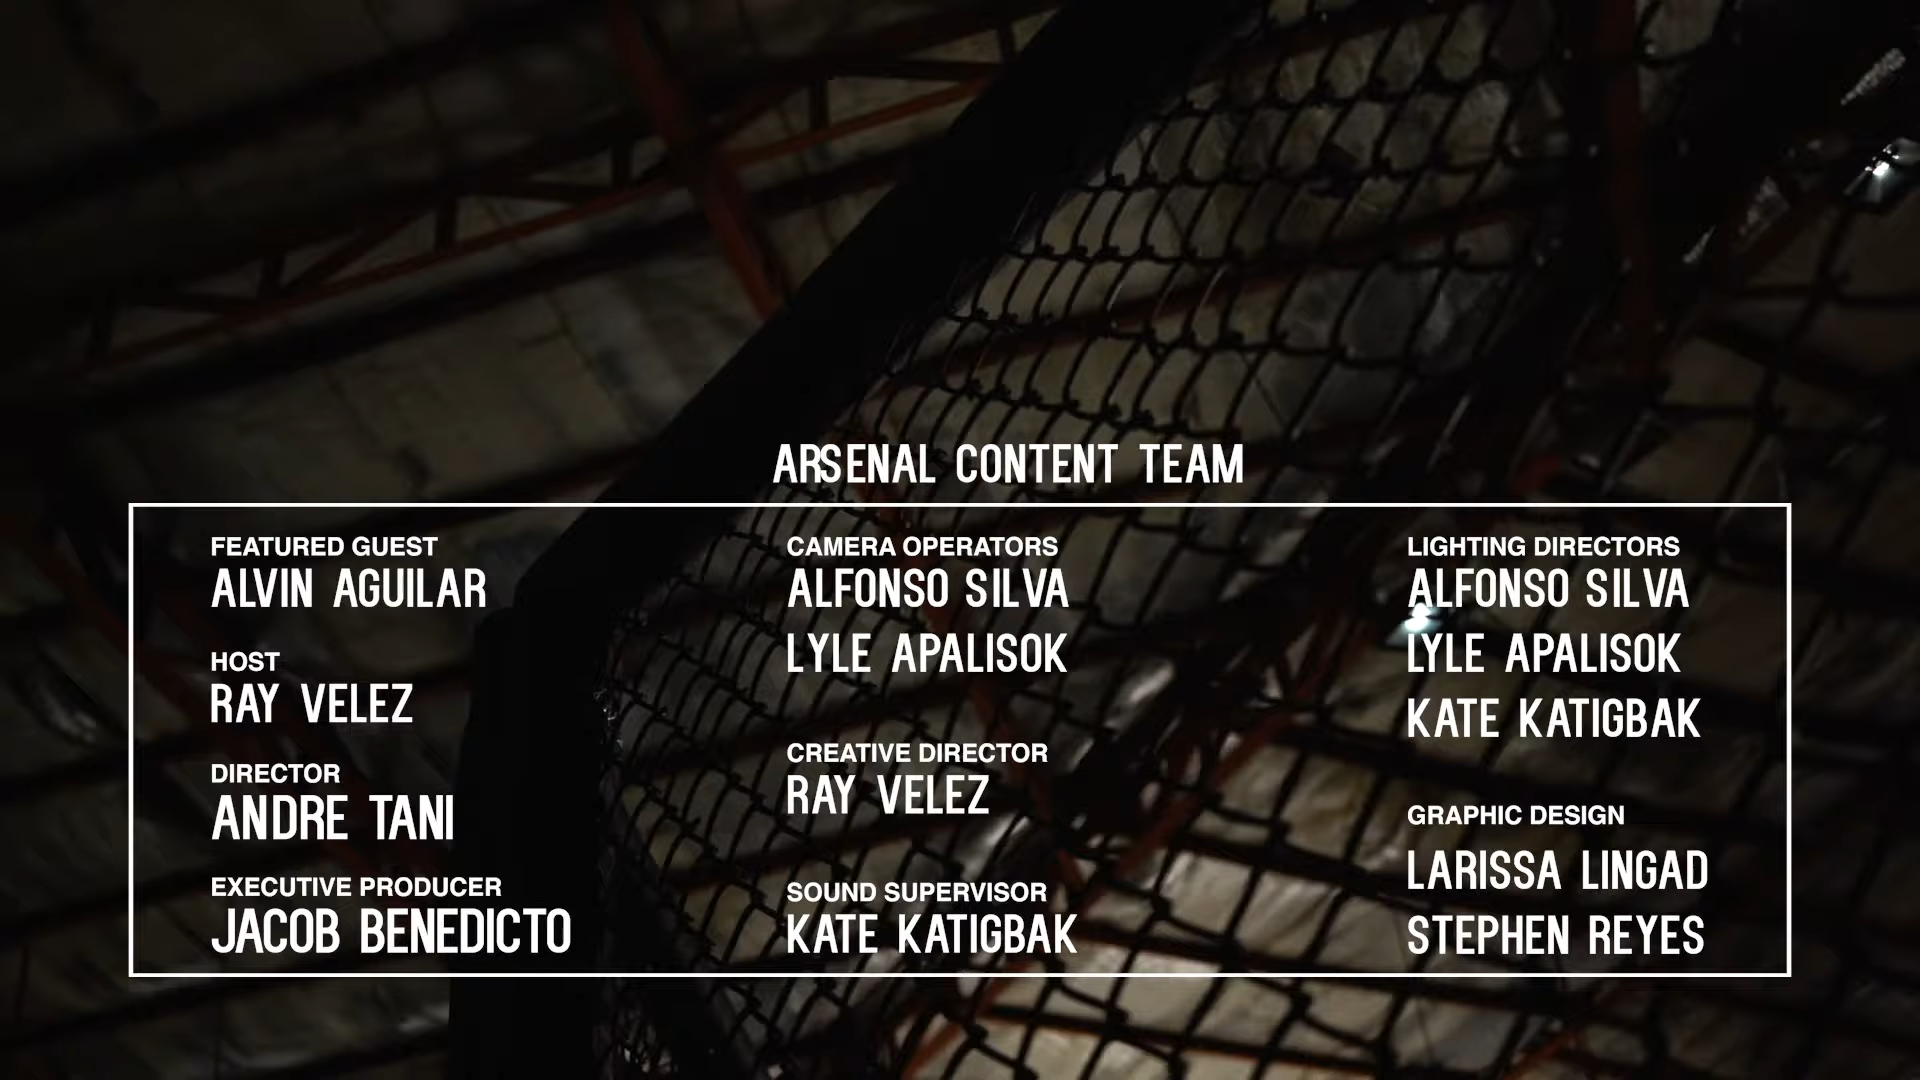 ARSENAL CONTENT TEAM
FEATURED GUEST
ALVIN AGUILAR
HOST
RAY VELEZ
DIRECTOR
ANDRE TANI
EXECUTIVE PRODUCER
JACOB BENEDICTO
CAMERA OPERATORS
ALFONSO SILVA
LYLE APALISOK
CREATIVE DIRECTOR
RAY VELEZ
SOUND SUPERVISOR
KATE KATIGBAK
LIGHTING DIRECTORS
ALFONSO SILVA
LYLE APALISOK
KATE KATIGBAK
GRAPHIC DESIGN
LARISSA LINGAD
STEPHEN REYES